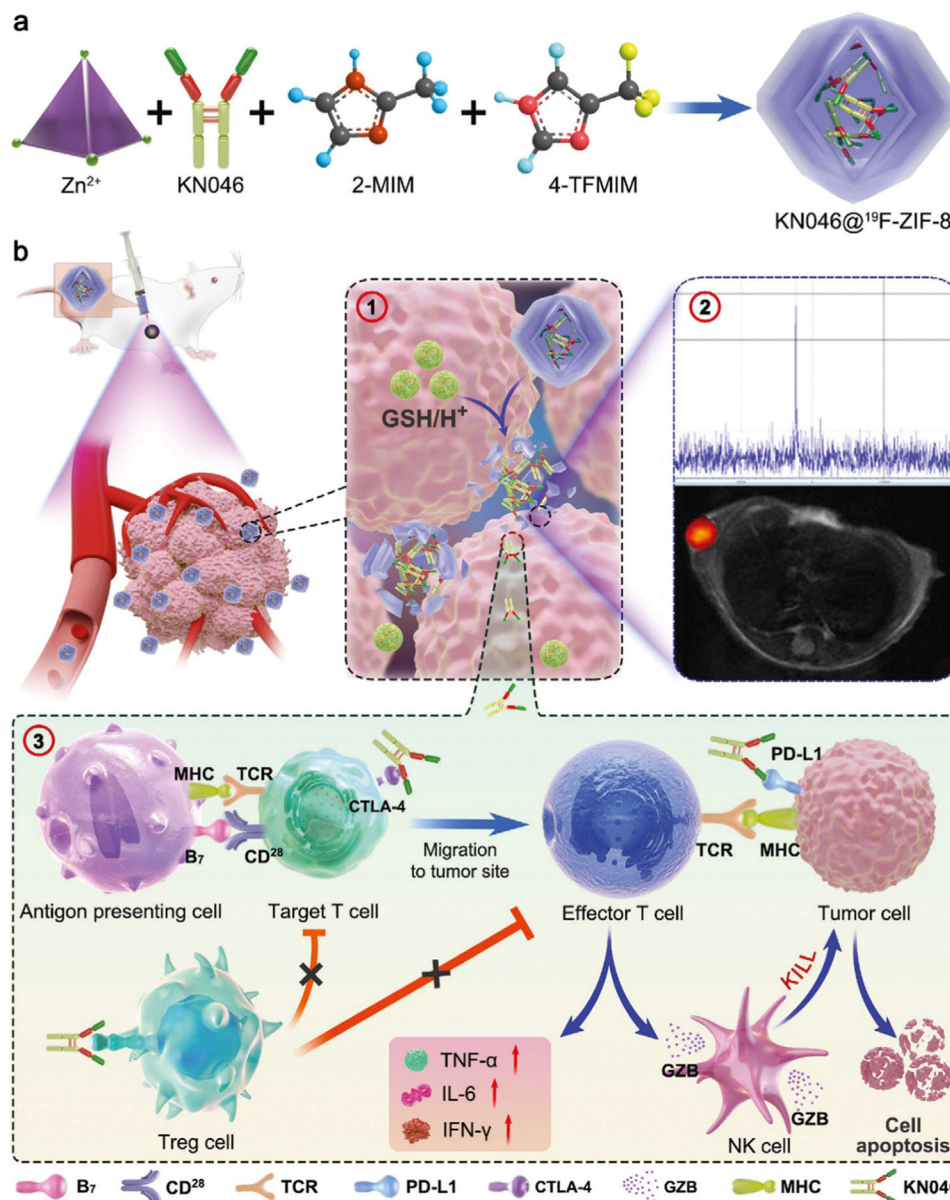 a
Zn²⁺
+
KN046
+
2-MIM
+
4-TFMIM
KN046@¹⁹F-ZIF-8
b
1
GSH/H⁺
2
3
MHC
TCR
CTLA-4
B₇
CD²⁸
Antigon presenting cell
Target T cell
Migration
to tumor site
PD-L1
TCR
MHC
Effector T cell
Tumor cell
KILL
TNF-α
IL-6
IFN-γ
GZB
GZB
Treg cell
NK cell
Cell
apoptosis
B₇
CD²⁸
TCR
PD-L1
CTLA-4
GZB
MHC
KN04